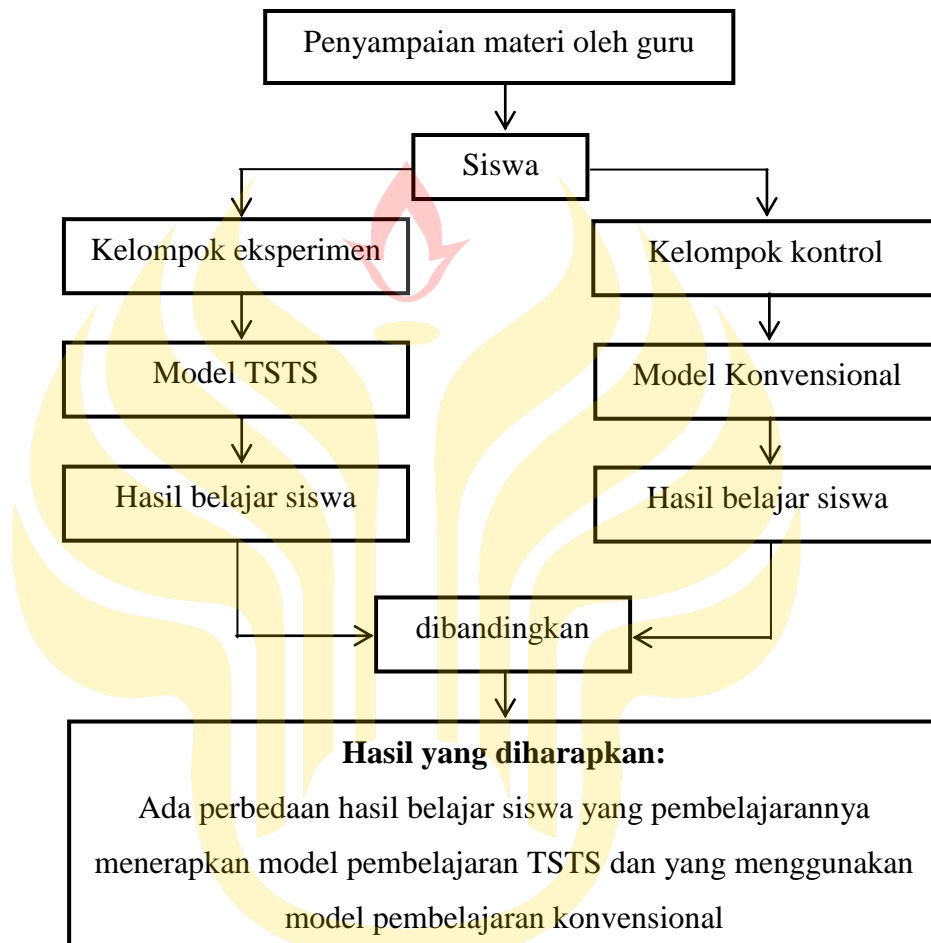 Penyampaian materi oleh guru
Siswa
Kelompok eksperimen
Kelompok kontrol
Model TSTS
Model Konvensional
Hasil belajar siswa
Hasil belajar siswa
dibandingkan
Hasil yang diharapkan:
Ada perbedaan hasil belajar siswa yang pembelajarannya
menerapkan model pembelajaran TSTS dan yang menggunakan
model pembelajaran konvensional